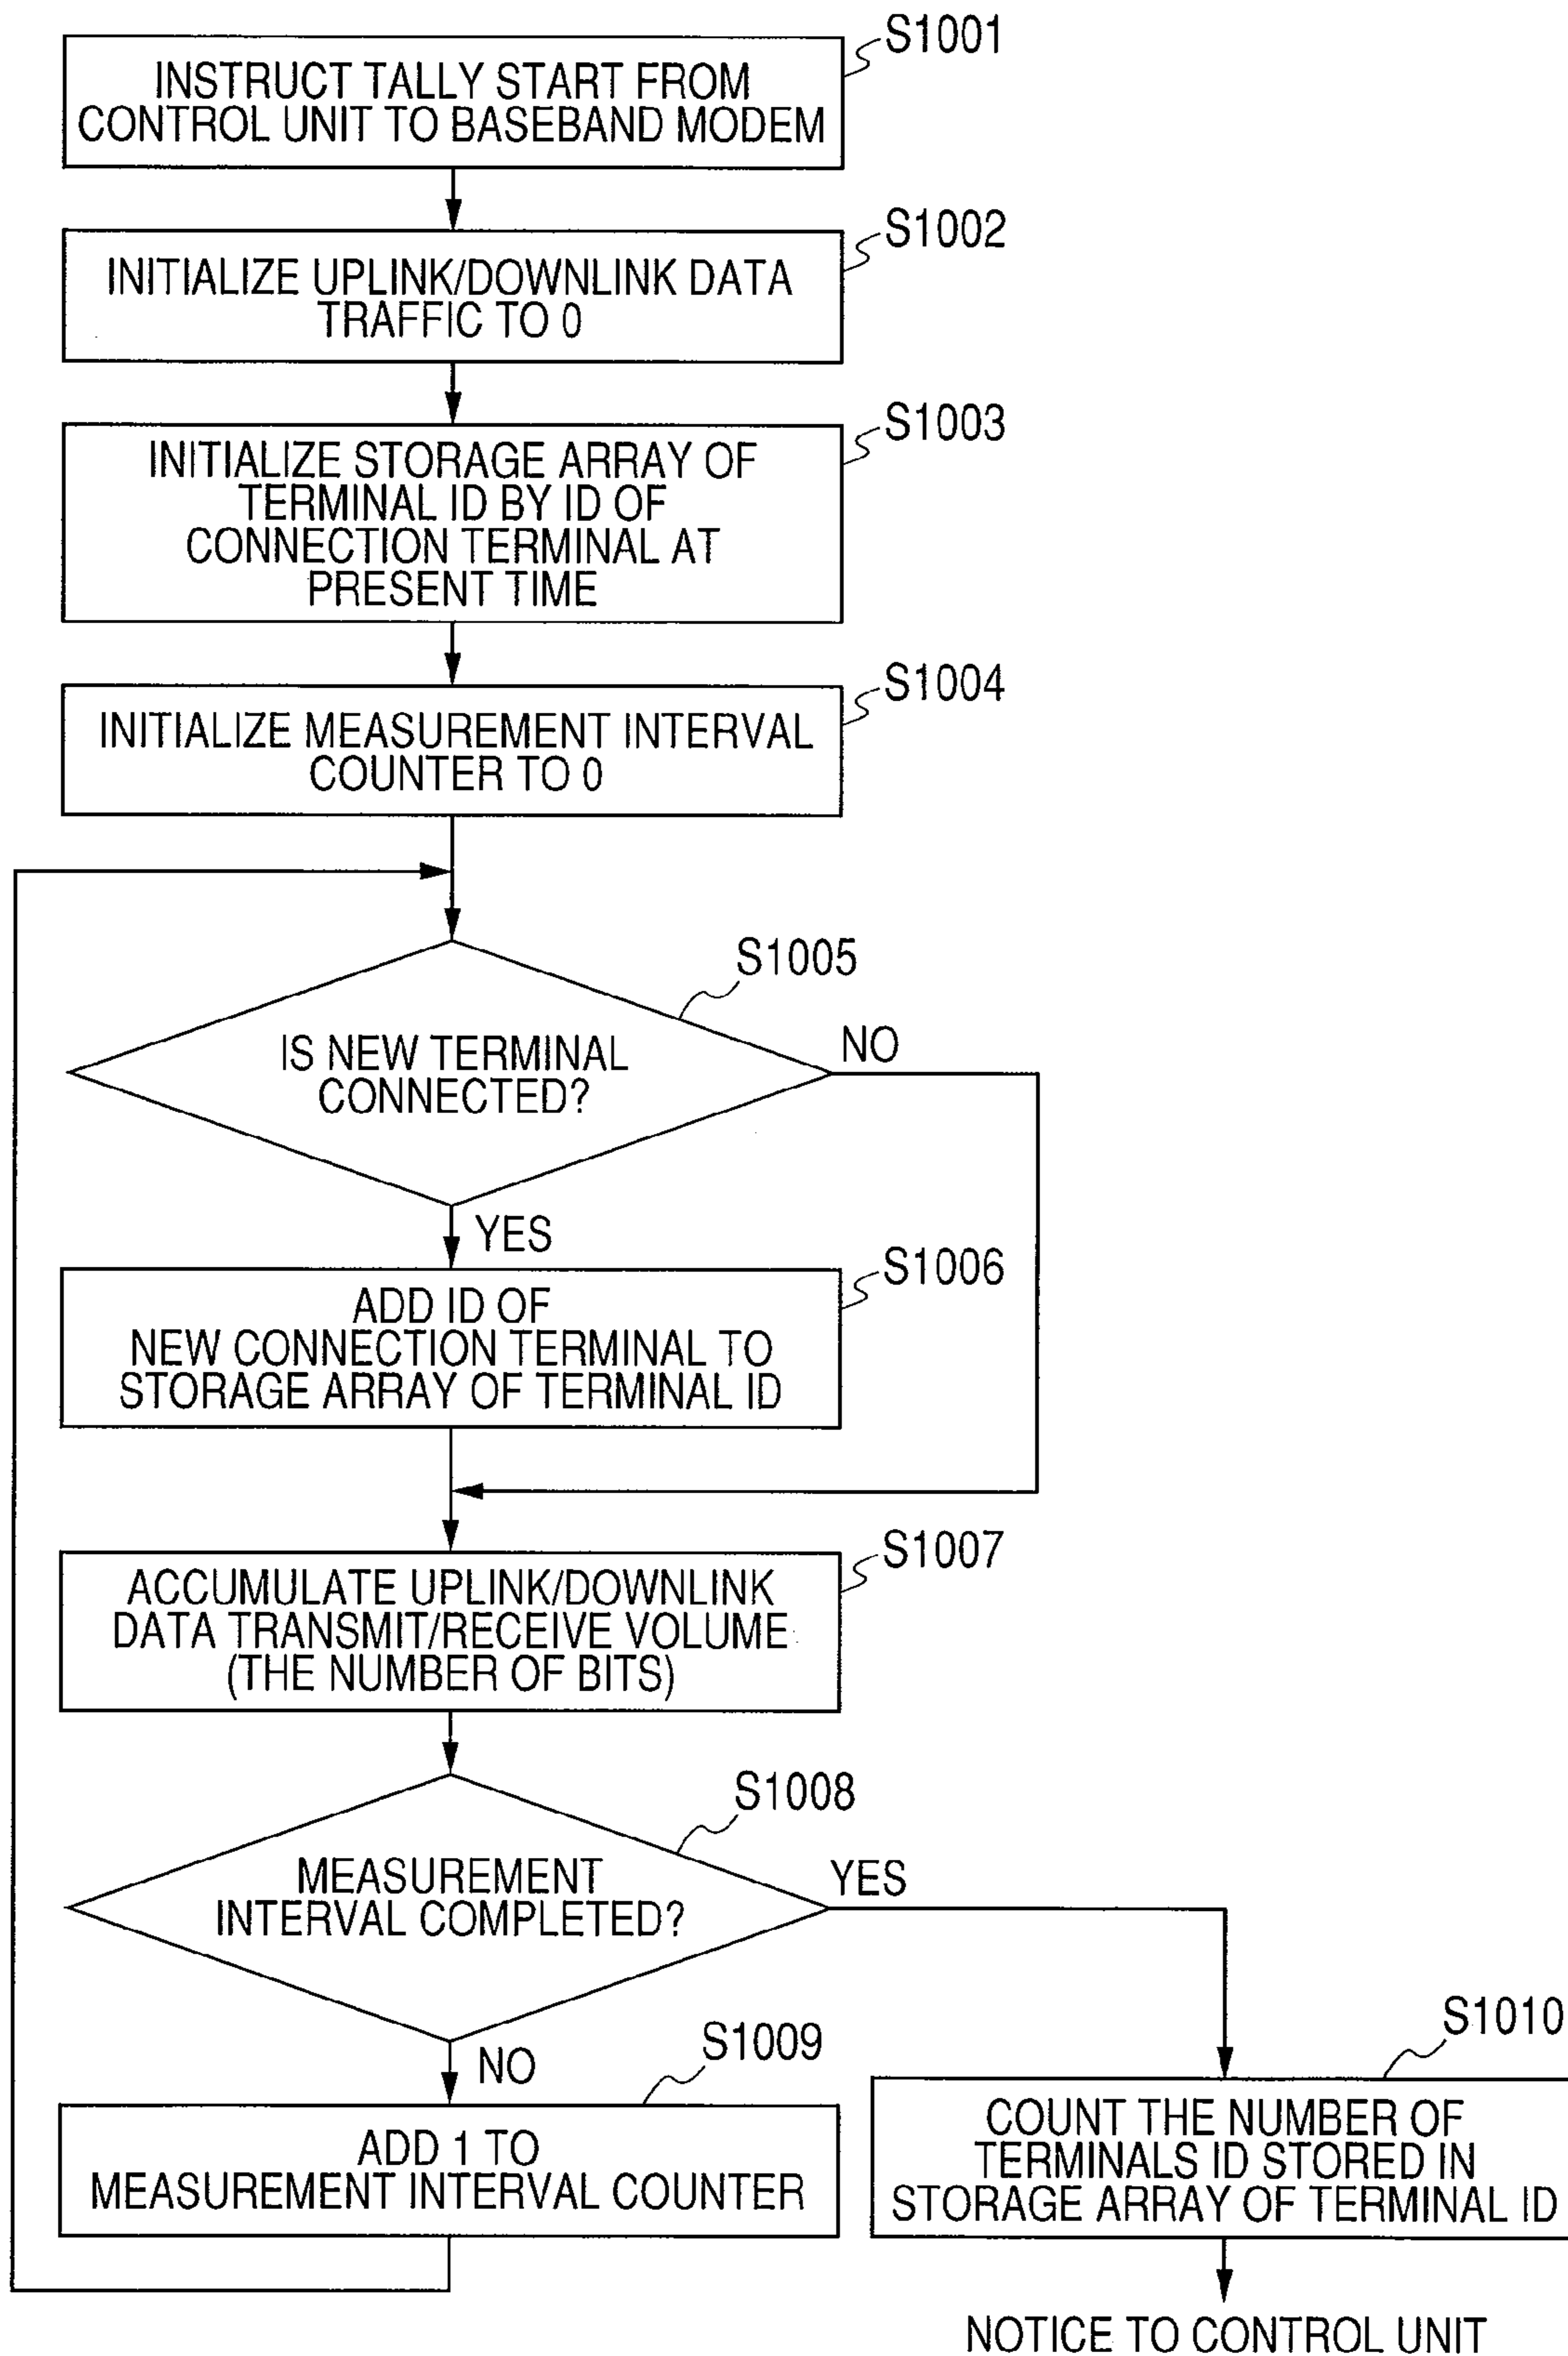 S1001
INSTRUCT TALLY START FROM
CONTROL UNIT TO BASEBAND MODEM
S1002
INITIALIZE UPLINK/DOWNLINK DATA
TRAFFIC TO 0
S1003
INITIALIZE STORAGE ARRAY OF
TERMINAL ID BY ID OF
CONNECTION TERMINAL AT
PRESENT TIME
S1004
INITIALIZE MEASUREMENT INTERVAL
COUNTER TO 0
S1005
IS NEW TERMINAL
CONNECTED?
NO
YES
S1006
ADD ID OF
NEW CONNECTION TERMINAL TO
STORAGE ARRAY OF TERMINAL ID
S1007
ACCUMULATE UPLINK/DOWNLINK
DATA TRANSMIT/RECEIVE VOLUME
(THE NUMBER OF BITS)
S1008
MEASUREMENT
INTERVAL COMPLETED?
YES
NO
S1009
ADD 1 TO
MEASUREMENT INTERVAL COUNTER
S1010
COUNT THE NUMBER OF
TERMINALS ID STORED IN
STORAGE ARRAY OF TERMINAL ID
NOTICE TO CONTROL UNIT